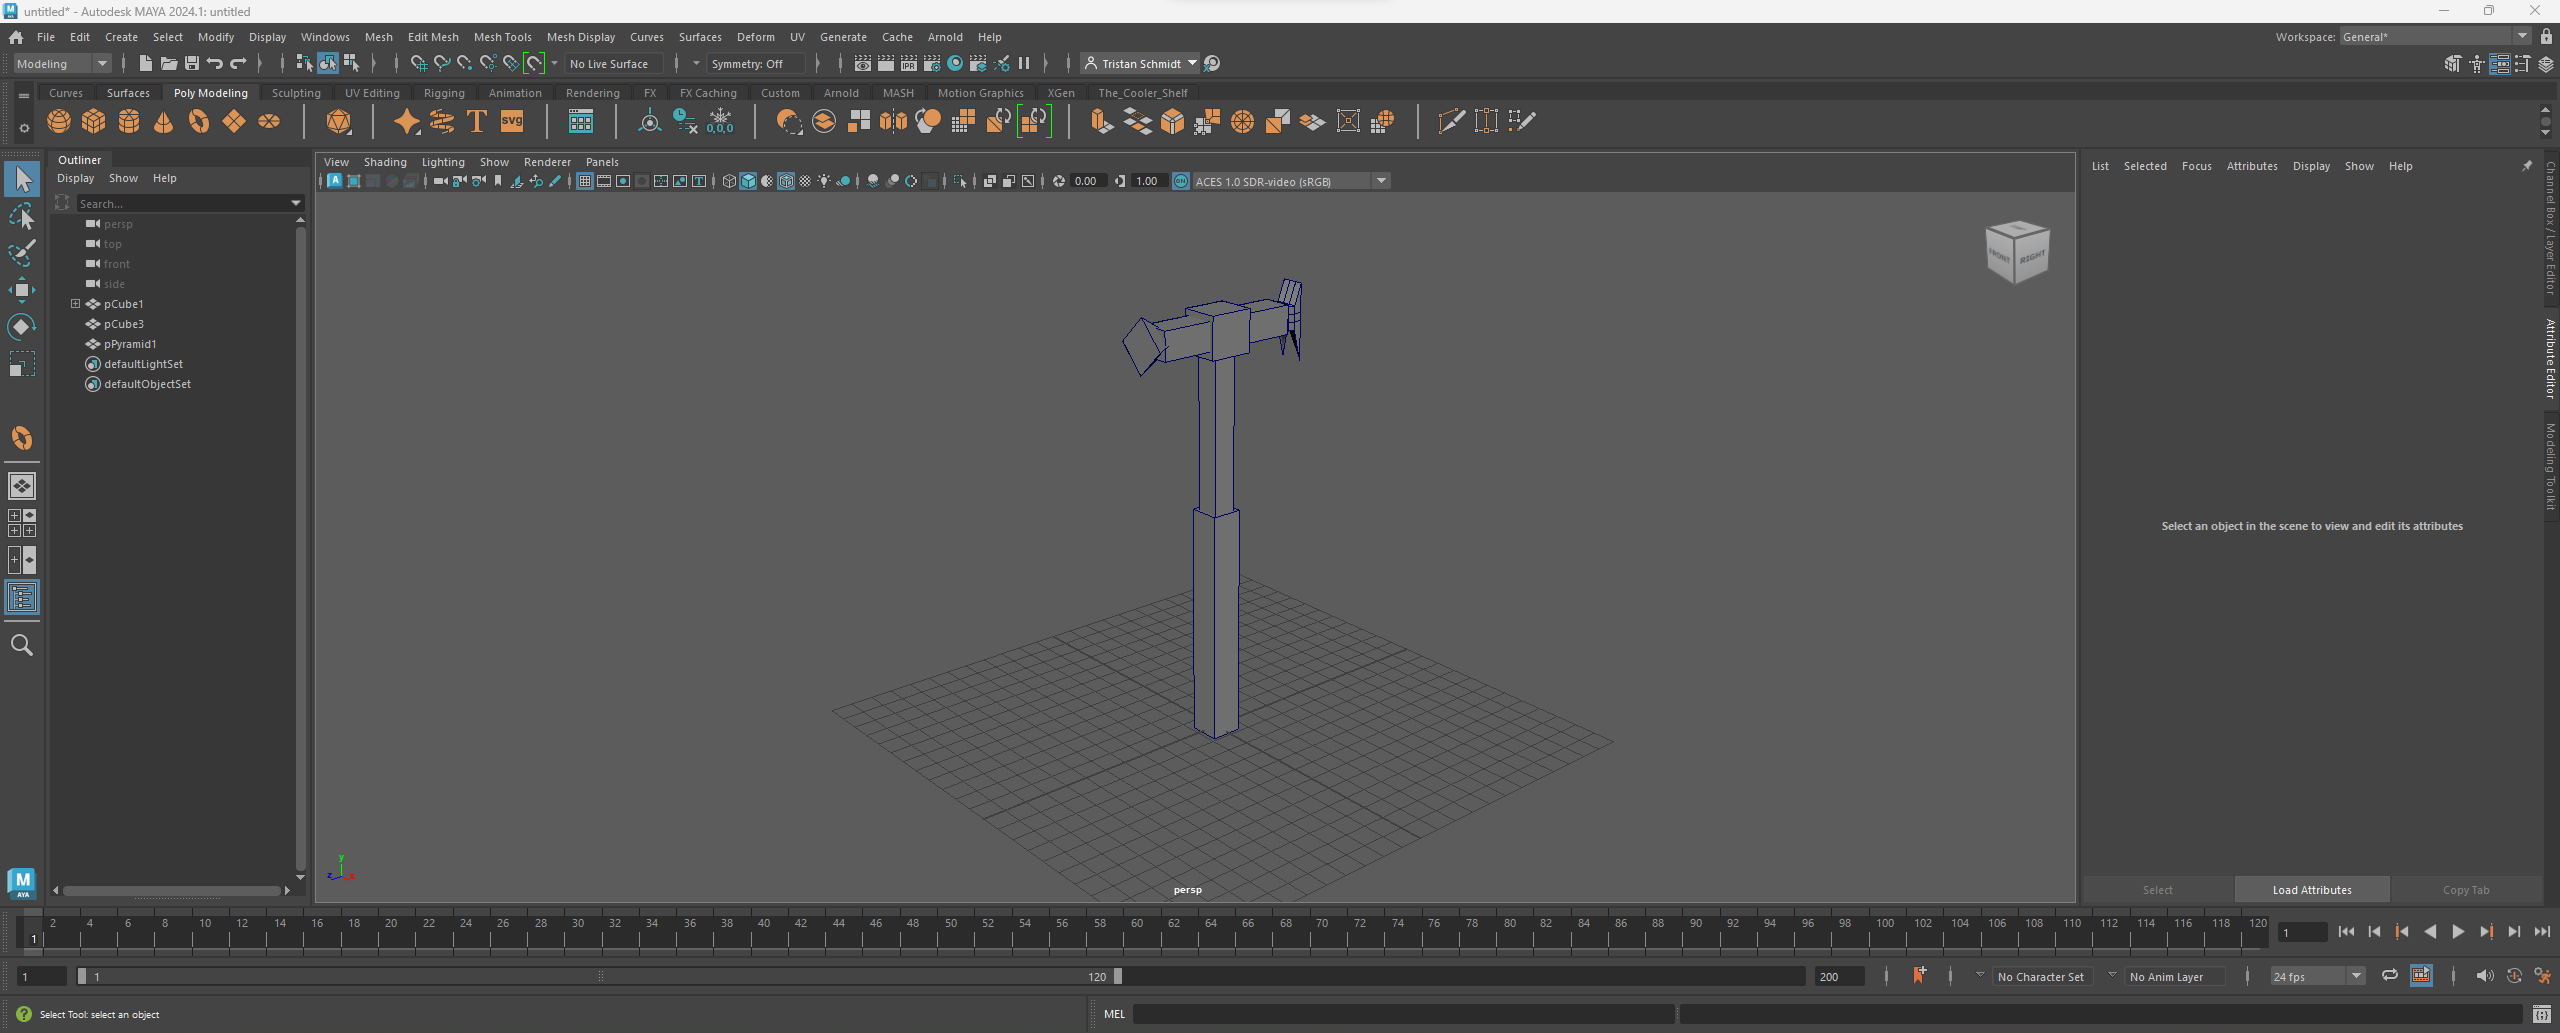 untitled* - Autodesk MAYA 2024.1: untitled
File Edit Create Select Modify Display Windows Mesh Edit Mesh Mesh Tools Mesh Display Curves Surfaces Deform UV Generate Cache Arnold Help
Workspace: General*
Modeling No Live Surface Symmetry: Off Tristan Schmidt
Curves Surfaces Poly Modeling Sculpting UV Editing Rigging Animation Rendering FX FX Caching Custom Arnold MASH Motion Graphics XGen The_Cooler_Shelf
Outliner
Display Show Help
Search...
persp
top
front
side
pCube1
pCube3
pPyramid1
defaultLightSet
defaultObjectSet
View Shading Lighting Show Renderer Panels
0.00 1.00 ACES 1.0 SDR-video (sRGB)
FRONT RIGHT
y
z x
persp
List Selected Focus Attributes Display Show Help
Select an object in the scene to view and edit its attributes
Select Load Attributes Copy Tab
Channel Box / Layer Editor
Attribute Editor
Modeling Toolkit
2 4 6 8 10 12 14 16 18 20 22 24 26 28 30 32 34 36 38 40 42 44 46 48 50 52 54 56 58 60 62 64 66 68 70 72 74 76 78 80 82 84 86 88 90 92 94 96 98 100 102 104 106 108 110 112 114 116 118 120
1 1
1 1 120 200 No Character Set No Anim Layer 24 fps
Select Tool: select an object
MEL